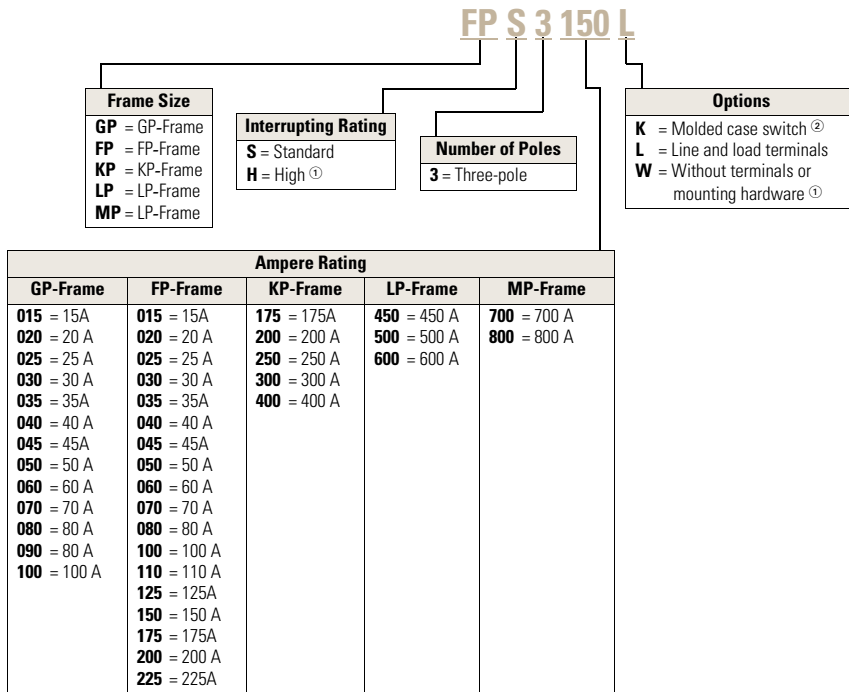 FP S 3 150 L
Frame Size
GP = GP-Frame
FP = FP-Frame
KP = KP-Frame
LP = LP-Frame
MP = LP-Frame
Interrupting Rating
S = Standard
H = High ①
Number of Poles
3 = Three-pole
Options
K = Molded case switch ②
L = Line and load terminals
W = Without terminals or
mounting hardware ①
Ampere Rating
GP-Frame
015 = 15A
020 = 20 A
025 = 25 A
030 = 30 A
035 = 35A
040 = 40 A
045 = 45A
050 = 50 A
060 = 60 A
070 = 70 A
080 = 80 A
090 = 80 A
100 = 100 A
FP-Frame
015 = 15A
020 = 20 A
025 = 25 A
030 = 30 A
035 = 35A
040 = 40 A
045 = 45A
050 = 50 A
060 = 60 A
070 = 70 A
080 = 80 A
100 = 100 A
110 = 110 A
125 = 125A
150 = 150 A
175 = 175A
200 = 200 A
225 = 225A
KP-Frame
175 = 175A
200 = 200 A
250 = 250 A
300 = 300 A
400 = 400 A
LP-Frame
450 = 450 A
500 = 500 A
600 = 600 A
MP-Frame
700 = 700 A
800 = 800 A